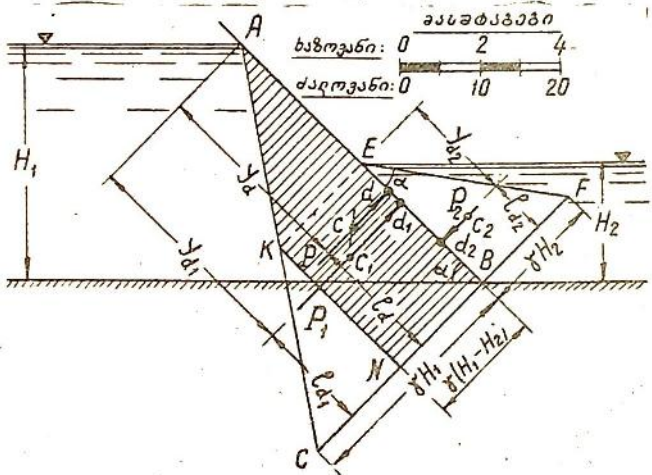 მასშტაბები
ხაზოვანი: 0 2 4
ძალოვანი: 0 10 20
A
H₁
y_d
y_d₁
E
y_d₂
F
α
P₂
c₂
l_d₂
H₂
d
d₁
d₂
c
c₁
K
P
α
B
γH₂
l_d
P₁
N
γH₁
γ(H₁-H₂)
l_d₁
C